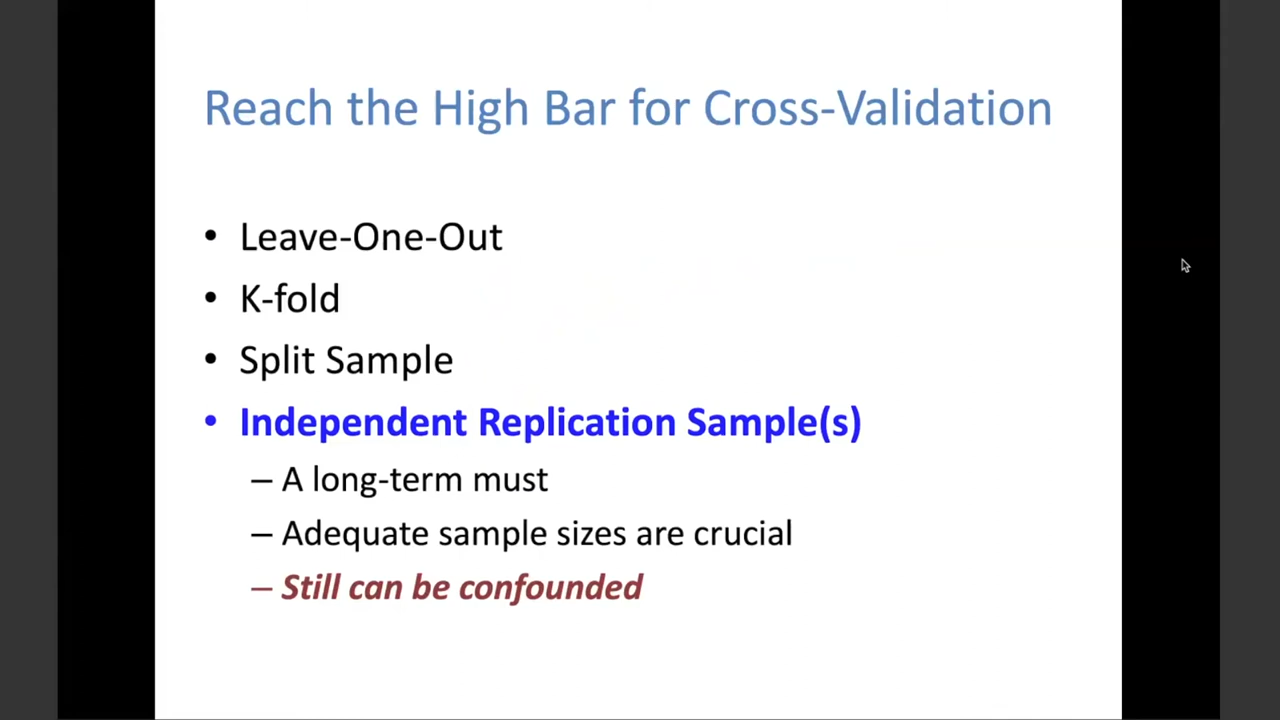 Reach the High Bar for Cross-Validation
• Leave-One-Out
• K-fold
• Split Sample
• Independent Replication Sample(s)
– A long-term must
– Adequate sample sizes are crucial
– Still can be confounded